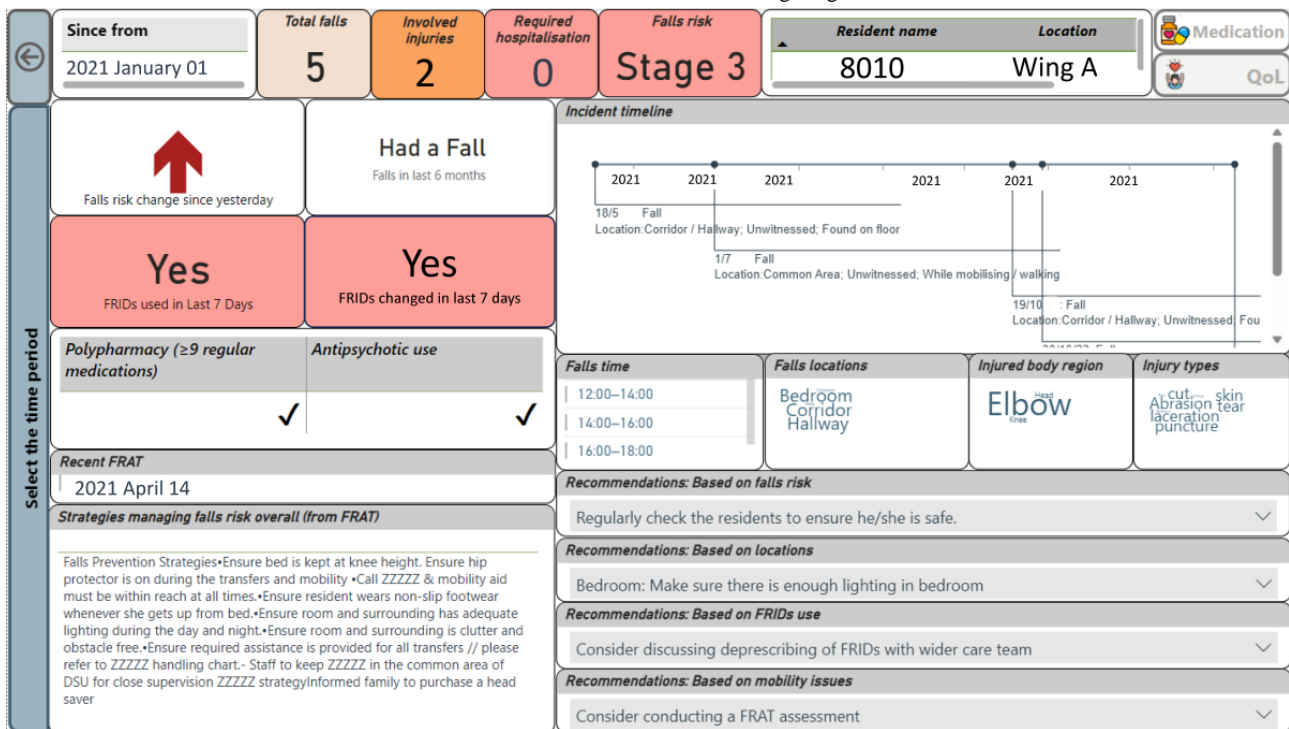 Since from
2021 January 01
Total falls
5
Involved
injuries
2
Required
hospitalisation
0
Falls risk
Stage 3
Resident name Location
8010 Wing A
Medication
QoL
Select the time period
Falls risk change since yesterday
Had a Fall
Falls in last 6 months
Yes
FRIDs used in Last 7 Days
Yes
FRIDs changed in last 7 days
Polypharmacy (≥9 regular
medications)
Antipsychotic use
✓ ✓
Recent FRAT
2021 April 14
Strategies managing falls risk overall (from FRAT)
Falls Prevention Strategies•Ensure bed is kept at knee height. Ensure hip
protector is on during the transfers and mobility •Call ZZZZZ & mobility aid
must be within reach at all times.•Ensure resident wears non-slip footwear
whenever she gets up from bed.•Ensure room and surrounding has adequate
lighting during the day and night.•Ensure room and surrounding is clutter and
obstacle free.•Ensure required assistance is provided for all transfers // please
refer to ZZZZZ handling chart.- Staff to keep ZZZZZ in the common area of
DSU for close supervision ZZZZZ strategyInformed family to purchase a head
saver
Incident timeline
2021 2021 2021 2021 2021 2021
18/5 Fall
Location:Corridor / Hallway; Unwitnessed; Found on floor
1/7 Fall
Location:Common Area; Unwitnessed; While mobilising / walking
19/10 : Fall
Location:Corridor / Hallway; Unwitnessed; Fou
Falls time
12:00–14:00
14:00–16:00
16:00–18:00
Falls locations
Bedroom
Corridor
Hallway
Injured body region
Head
Elbow
Knee
Injury types
cut, skin
Abrasion tear
laceration
puncture
Recommendations: Based on falls risk
Regularly check the residents to ensure he/she is safe.
Recommendations: Based on locations
Bedroom: Make sure there is enough lighting in bedroom
Recommendations: Based on FRIDs use
Consider discussing deprescribing of FRIDs with wider care team
Recommendations: Based on mobility issues
Consider conducting a FRAT assessment